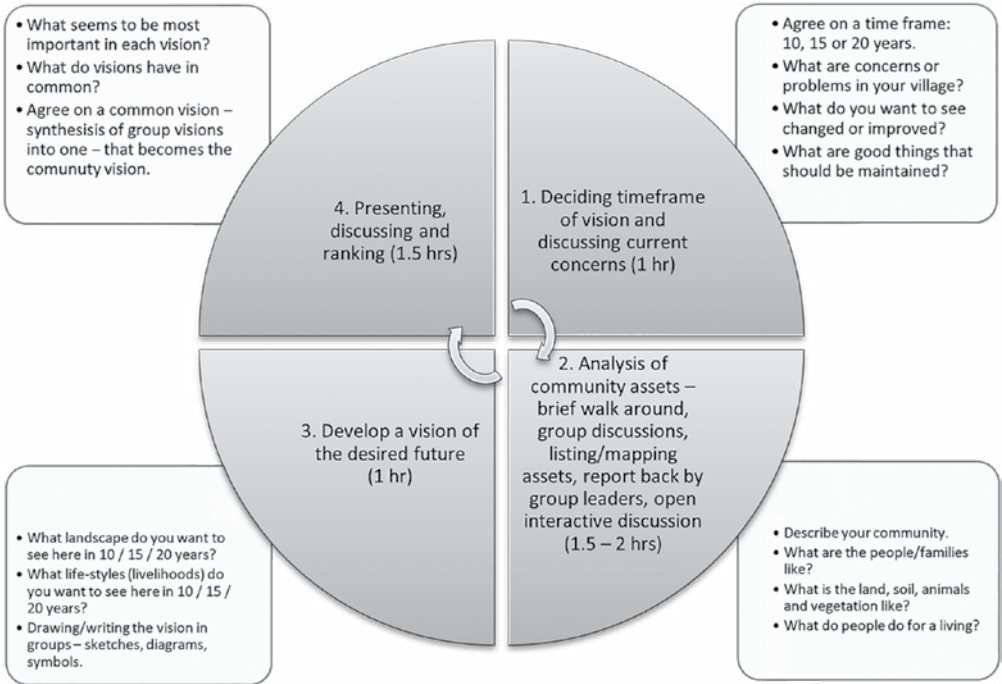 • What seems to be most
important in each vision?
• What do visions have in
common?
• Agree on a common vision –
synthesisis of group visions
into one – that becomes the
comunuty vision.
• Agree on a time frame:
10, 15 or 20 years.
• What are concerns or
problems in your village?
• What do you want to see
changed or improved?
• What are good things that
should be maintained?
4. Presenting,
discussing and
ranking (1.5 hrs)
1. Deciding timeframe
of vision and
discussing current
concerns (1 hr)
3. Develop a vision of
the desired future
(1 hr)
2. Analysis of
community assets –
brief walk around,
group discussions,
listing/mapping
assets, report back by
group leaders, open
interactive discussion
(1.5 – 2 hrs)
• What landscape do you want to
see here in 10 / 15 / 20 years?
• What life-styles (livelihoods) do
you want to see here in 10 / 15 /
20 years?
• Drawing/writing the vision in
groups– sketches, diagrams,
symbols.
• Describe your community.
• What are the people/families
like?
• What is the land, soil, animals
and vegetation like?
• What do people do for a living?